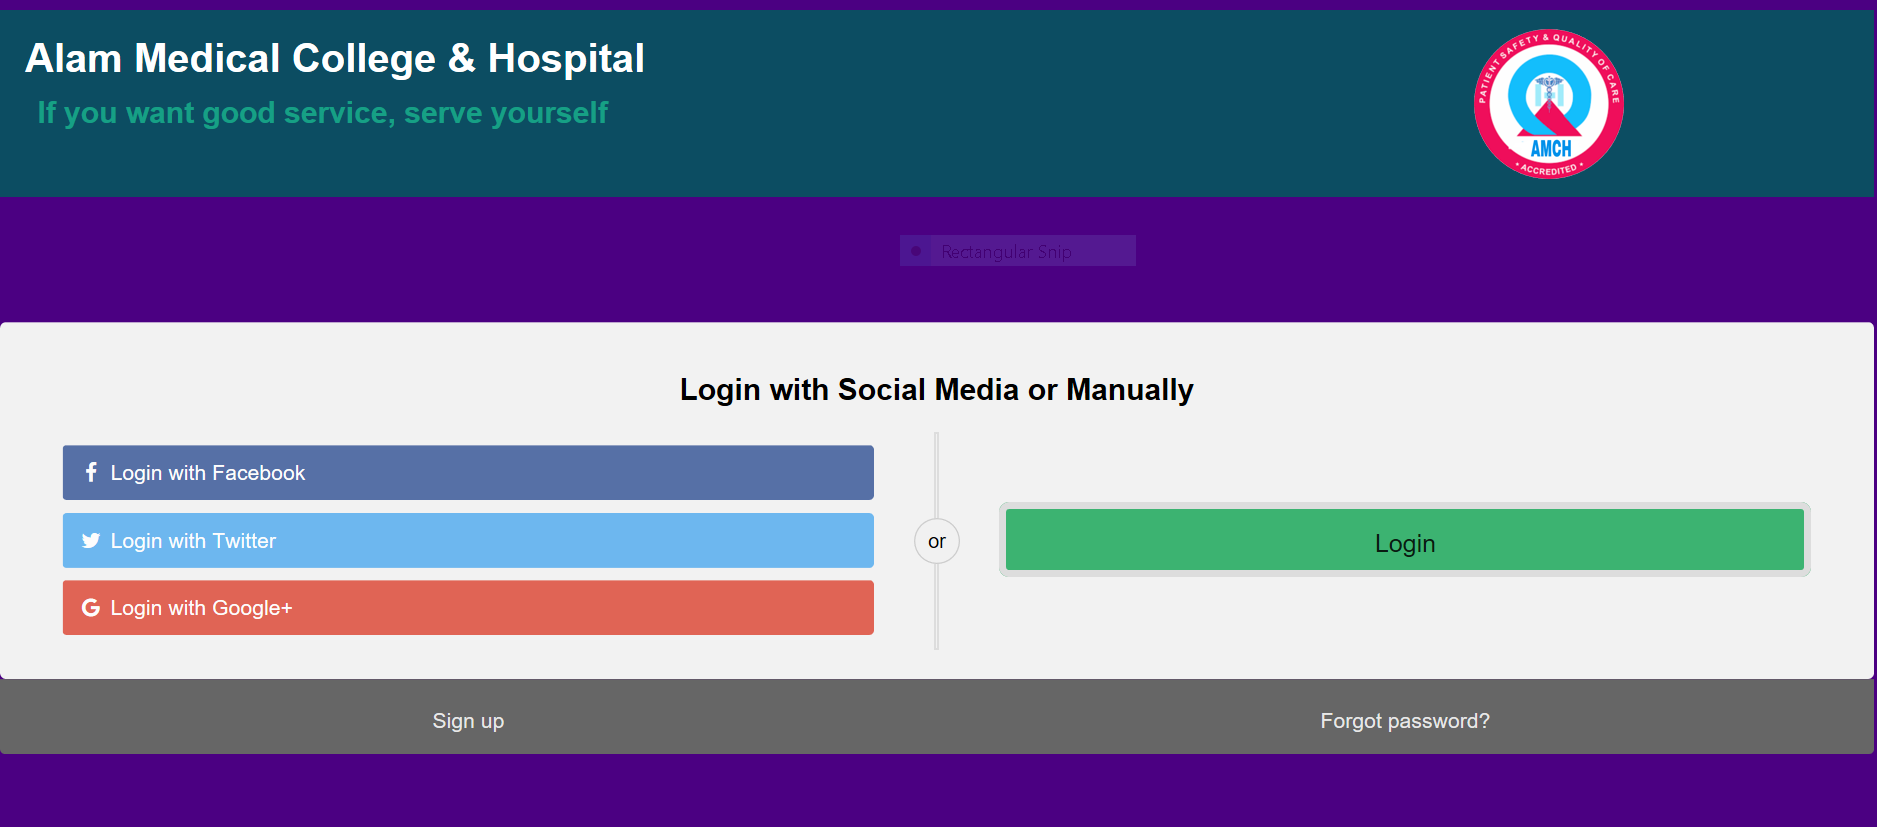 Alam Medical College & Hospital
If you want good service, serve yourself
PATIENT SAFETY & QUALITY OF CARE
AMCH
• ACCREDITED •
Rectangular Snip
Login with Social Media or Manually
Login with Facebook
Login with Twitter
Login with Google+
or
Login
Sign up
Forgot password?